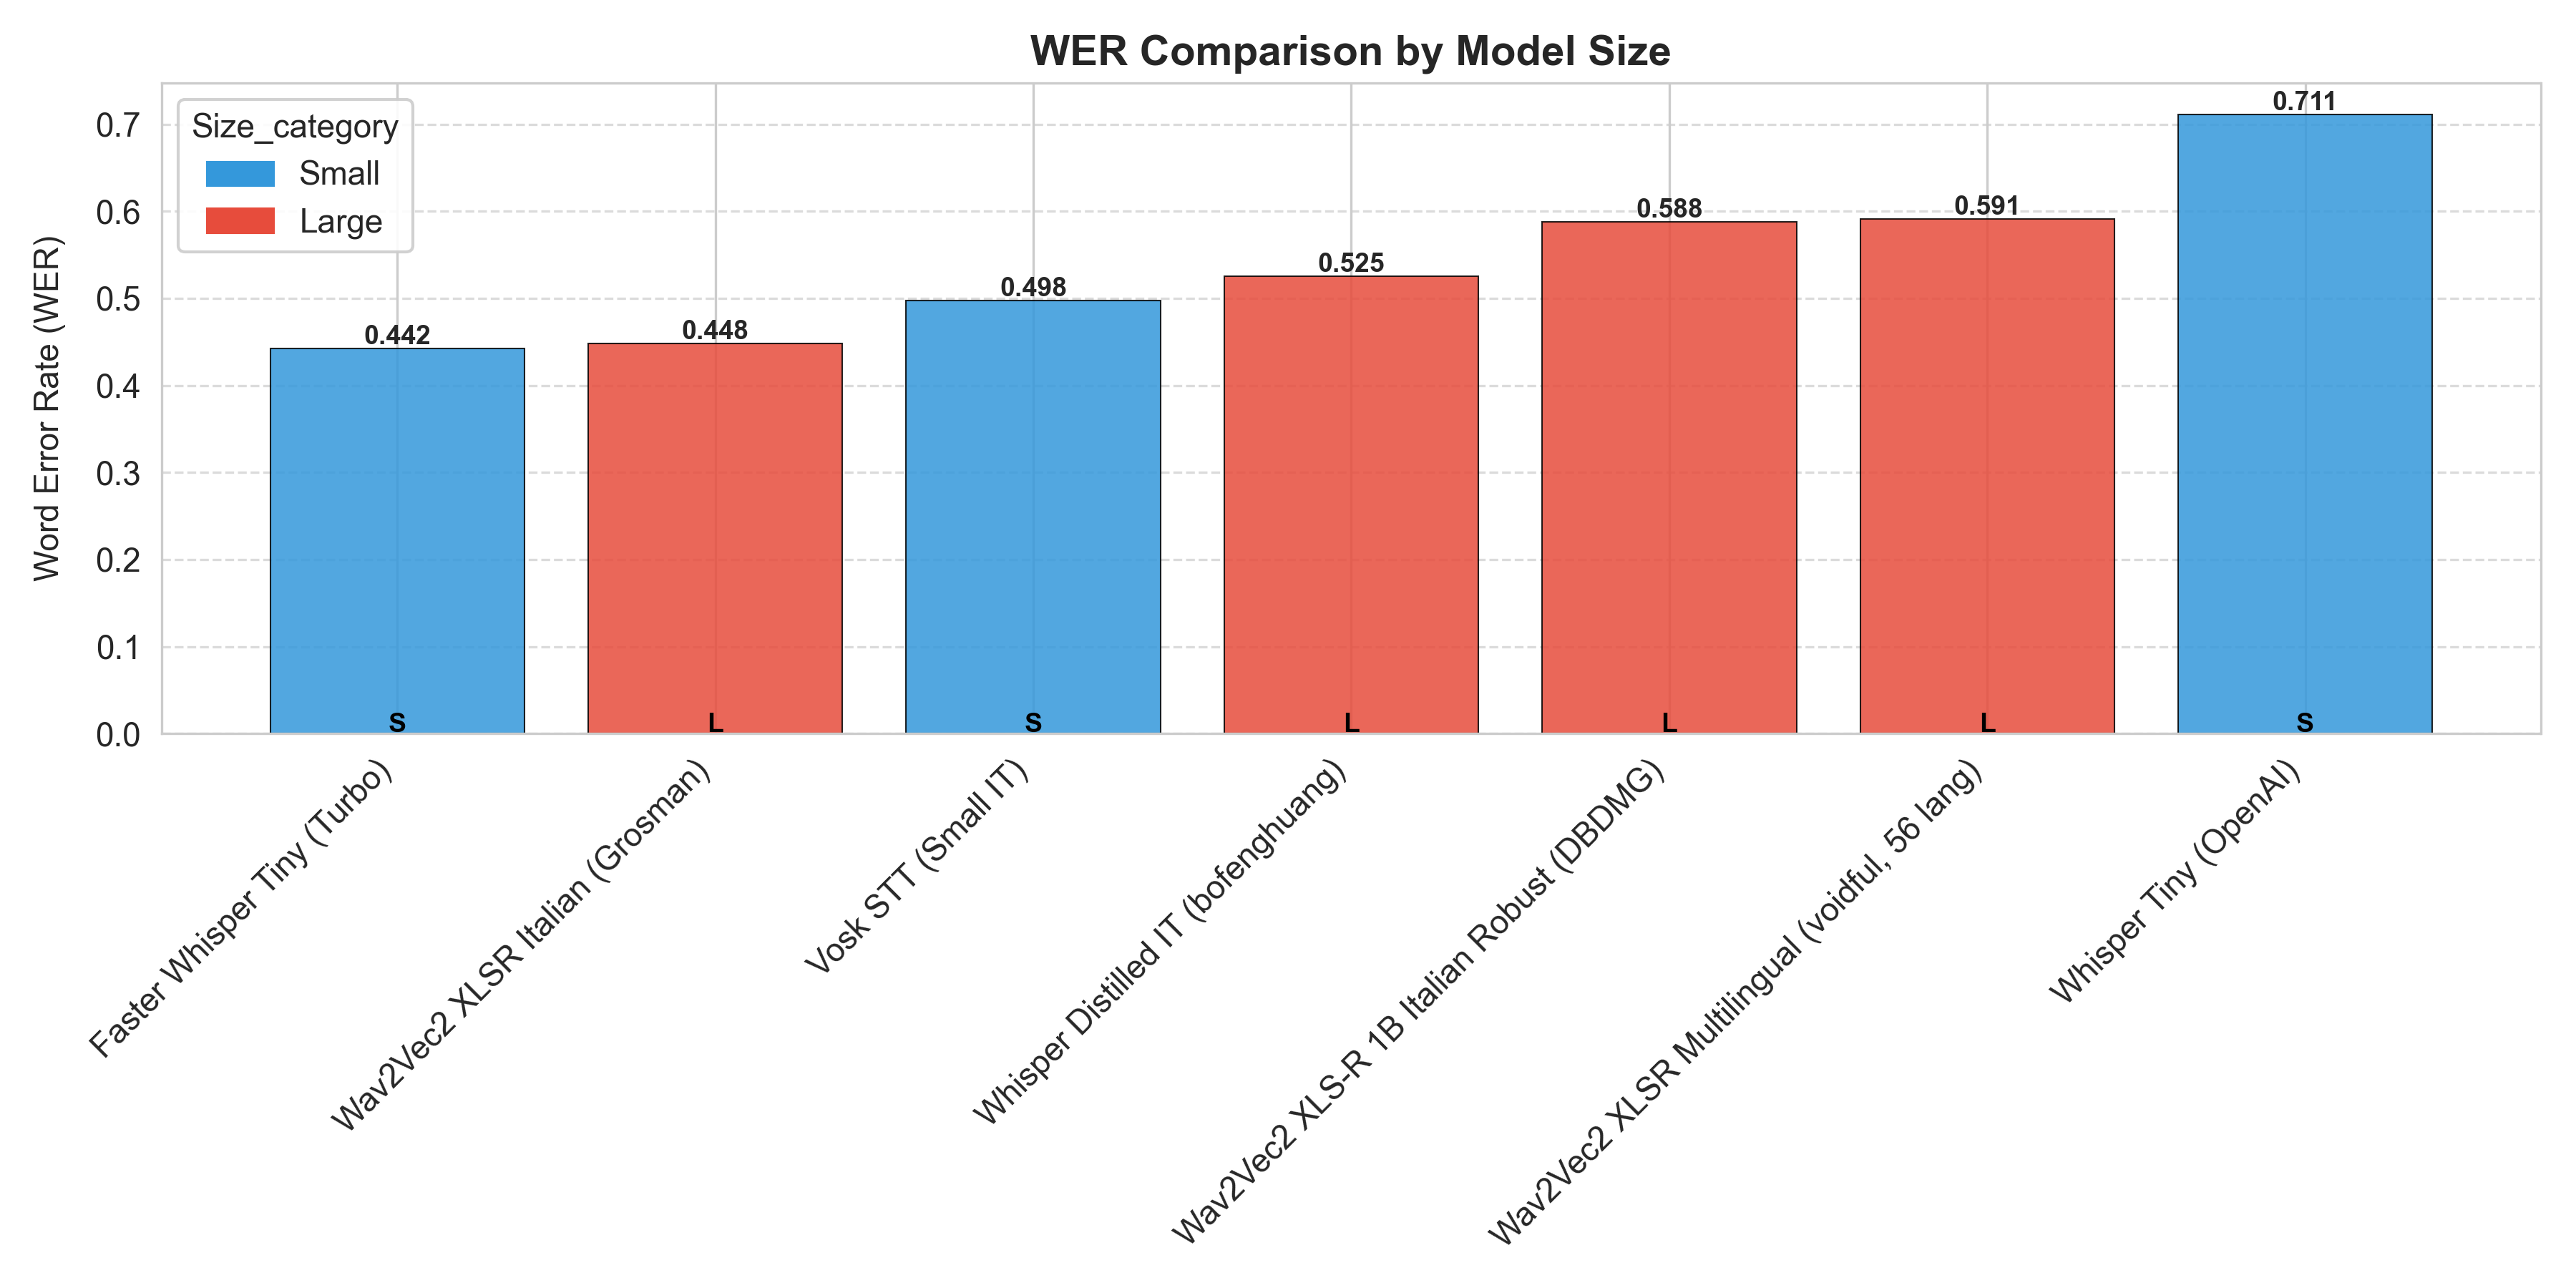 WER Comparison by Model Size
Word Error Rate (WER)
0.7
0.6
0.5
0.4
0.3
0.2
0.1
0.0
Size_category
Small
Large
0.442
0.448
0.498
0.525
0.588
0.591
0.711
S
L
S
L
L
L
S
Faster Whisper Tiny (Turbo)
Wav2Vec2 XLSR Italian (Grosman)
Vosk STT (Small IT)
Whisper Distilled IT (bofenghuang)
Wav2Vec2 XLS-R 1B Italian Robust (DBDMG)
Wav2Vec2 XLSR Multilingual (voidful, 56 lang)
Whisper Tiny (OpenAI)